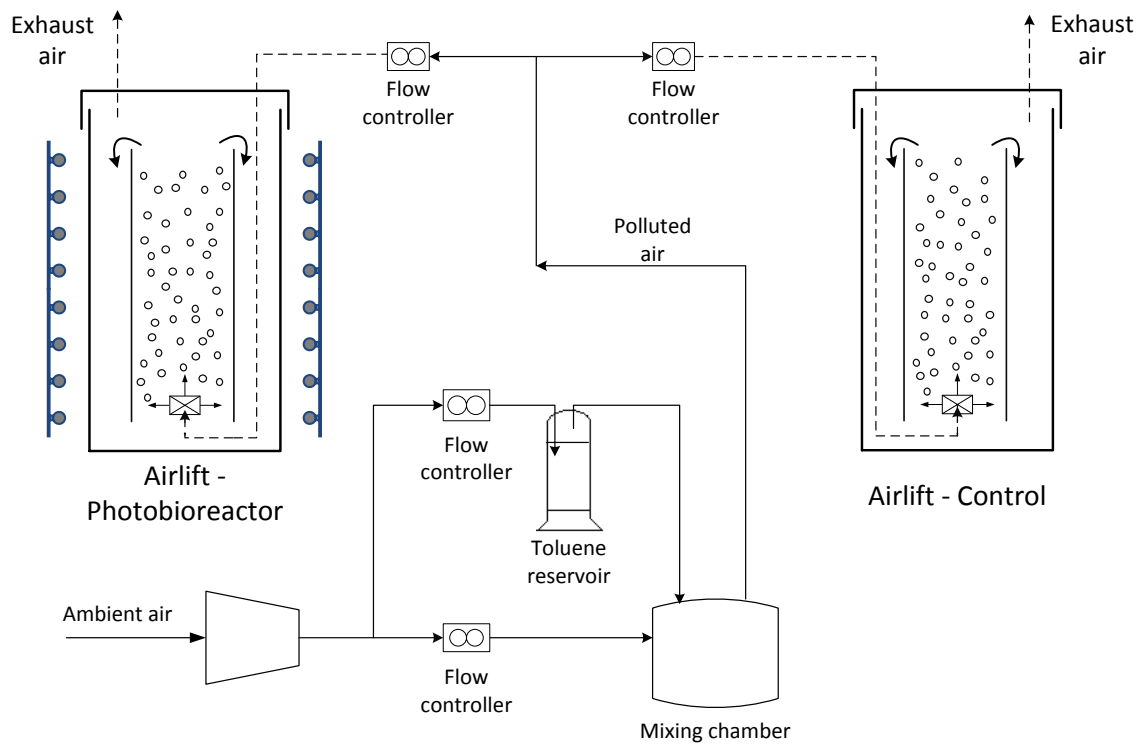 Exhaust
air
Flow
controller
Flow
controller
Exhaust
air
Polluted
air
Airlift -
Photobioreactor
Flow
controller
Toluene
reservoir
Airlift - Control
Ambient air
Flow
controller
Mixing chamber